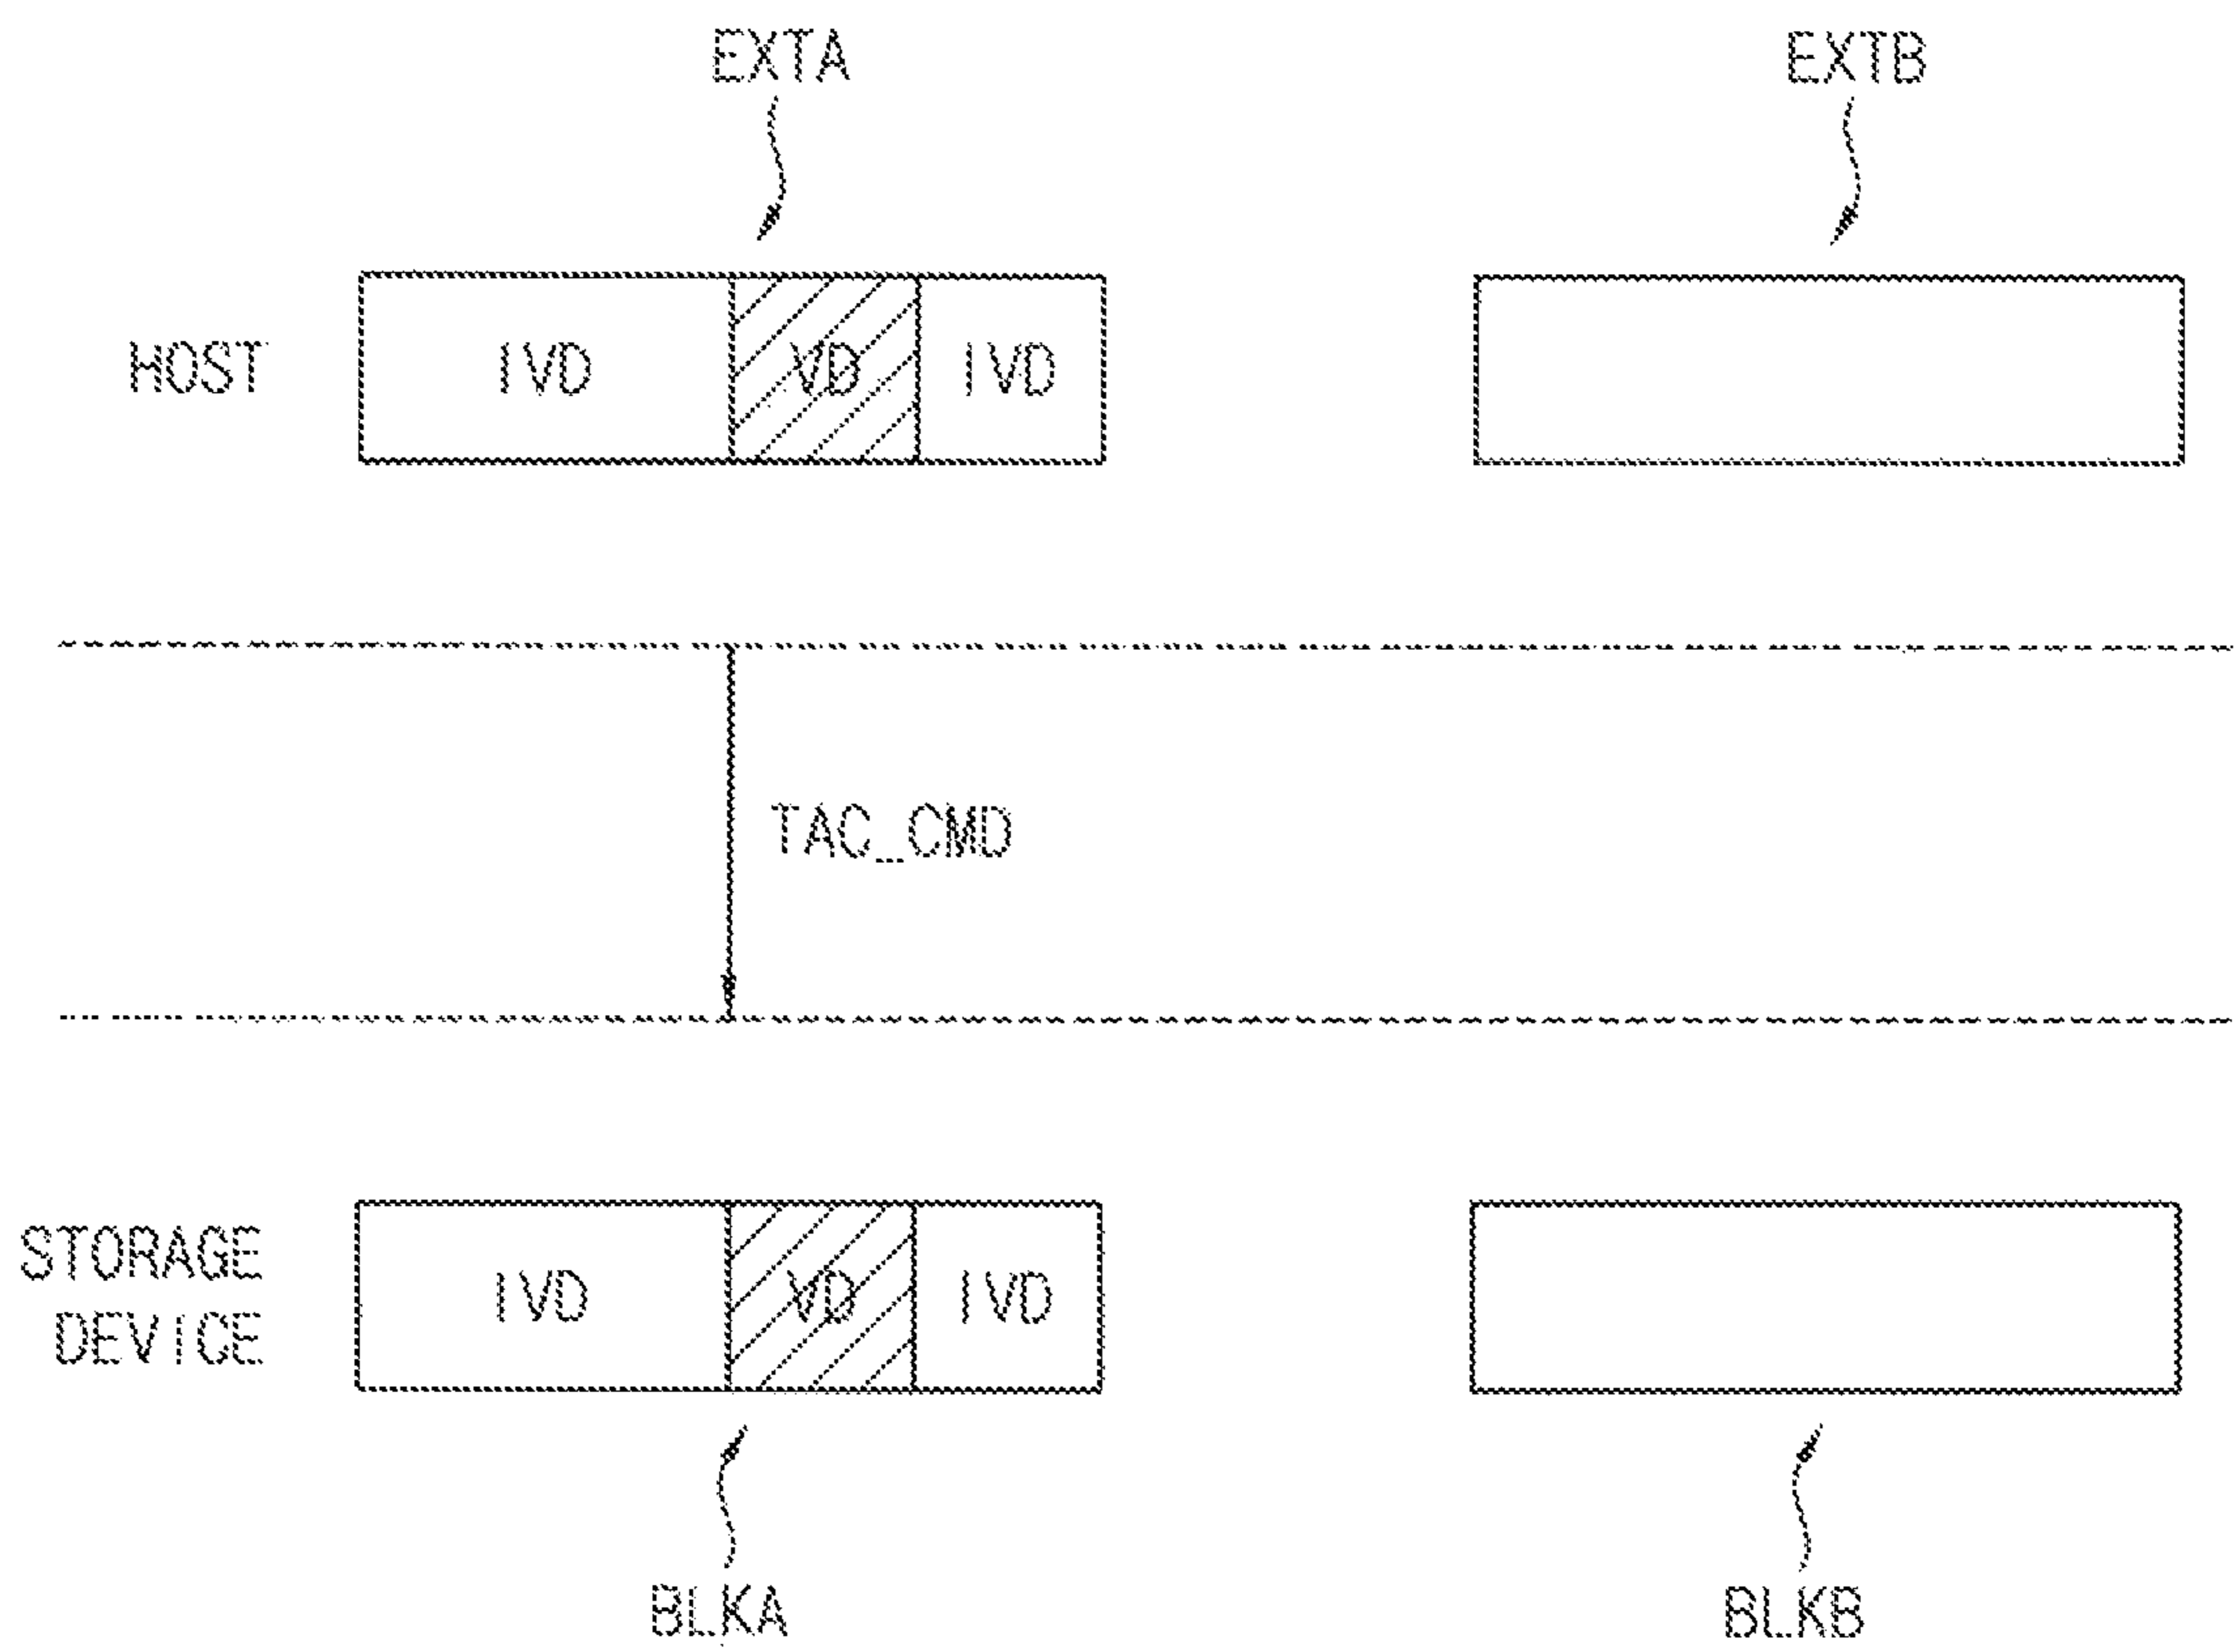 EXTA EXTB
HOST IVD VD IVD
TAC_CMD
STORAGE
DEVICE
IVD VD IVD
BLKA BLKB